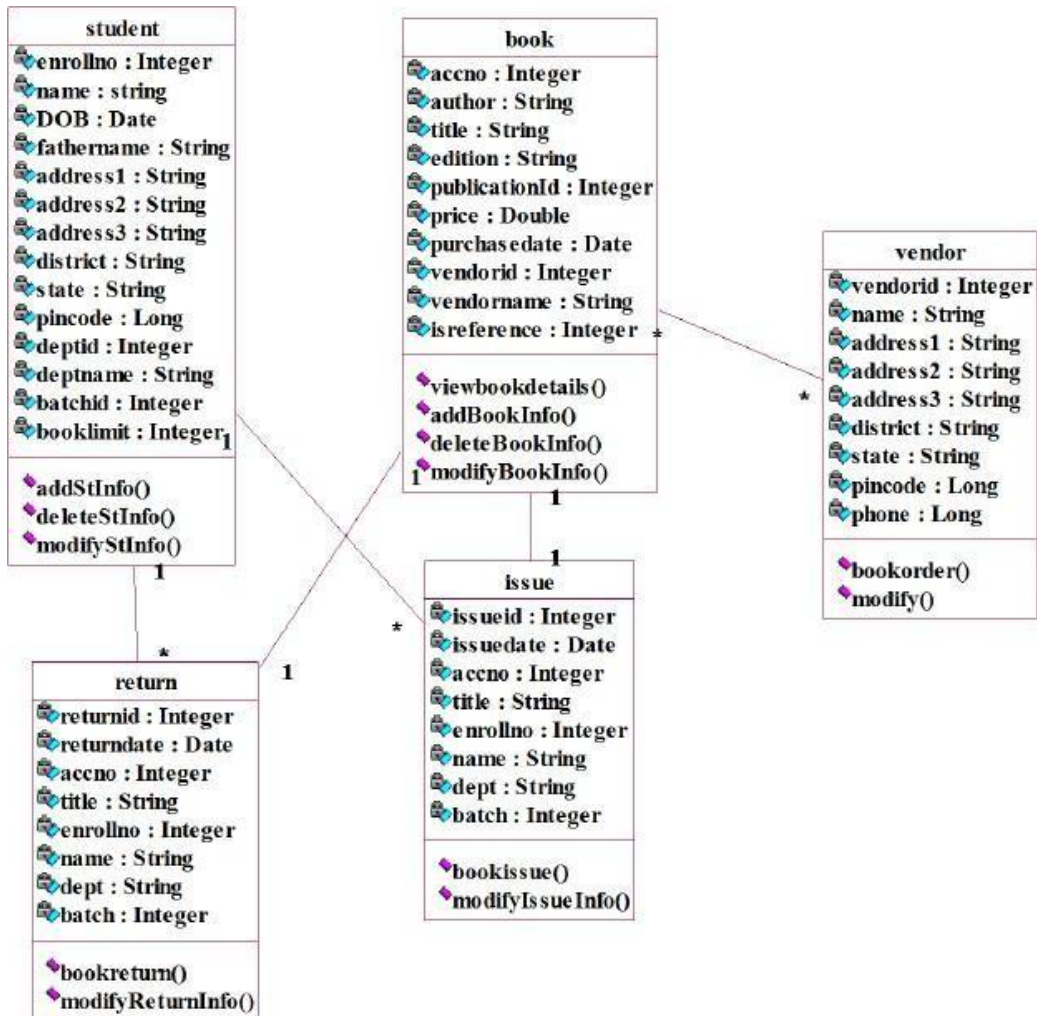 student
enrollno : Integer
name : string
DOB : Date
fathername : String
address1 : String
address2 : String
address3 : String
district : String
state : String
pincode : Long
deptid : Integer
deptname : String
batchid : Integer
booklimit : Integer
1
addStInfo()
deleteStInfo()
modifyStInfo()
1
book
accno : Integer
author : String
title : String
edition : String
publicationId : Integer
price : Double
purchasedate : Date
vendorid : Integer
vendorname : String
isreference : Integer
*
viewbookdetails()
addBookInfo()
deleteBookInfo()
modifyBookInfo()
1
1
vendor
vendorid : Integer
name : String
address1 : String
address2 : String
address3 : String
*
district : String
state : String
pincode : Long
phone : Long
bookorder()
modify()
*
1
return
returnid : Integer
returndate : Date
accno : Integer
title : String
enrollno : Integer
name : String
dept : String
batch : Integer
bookreturn()
modifyReturnInfo()
1
issue
*
issueid : Integer
issuedate : Date
accno : Integer
title : String
enrollno : Integer
name : String
dept : String
batch : Integer
bookissue()
modifyIssueInfo()